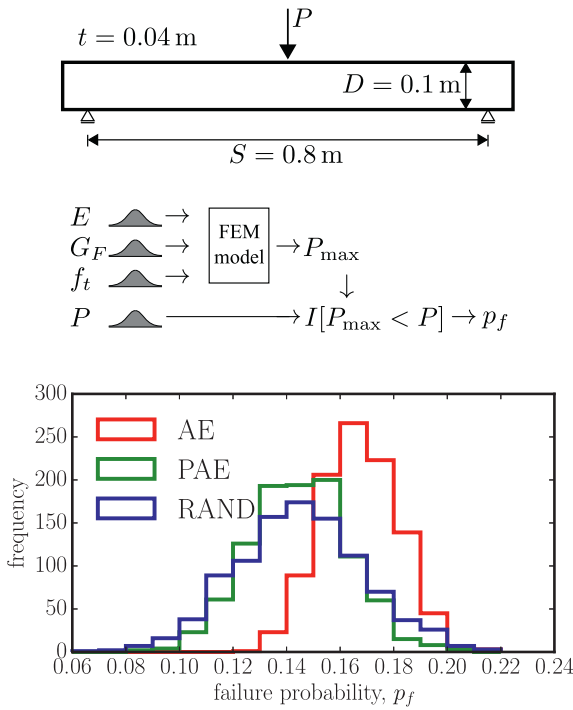 P
t = 0.04 m
D = 0.1 m
S = 0.8 m
E
G_F
f_t
FEM
model
P_max
P
I[P_max < P]
p_f
300
250
200
150
100
50
0
frequency
AE
PAE
RAND
0.06 0.08 0.10 0.12 0.14 0.16 0.18 0.20 0.22 0.24
failure probability, p_f